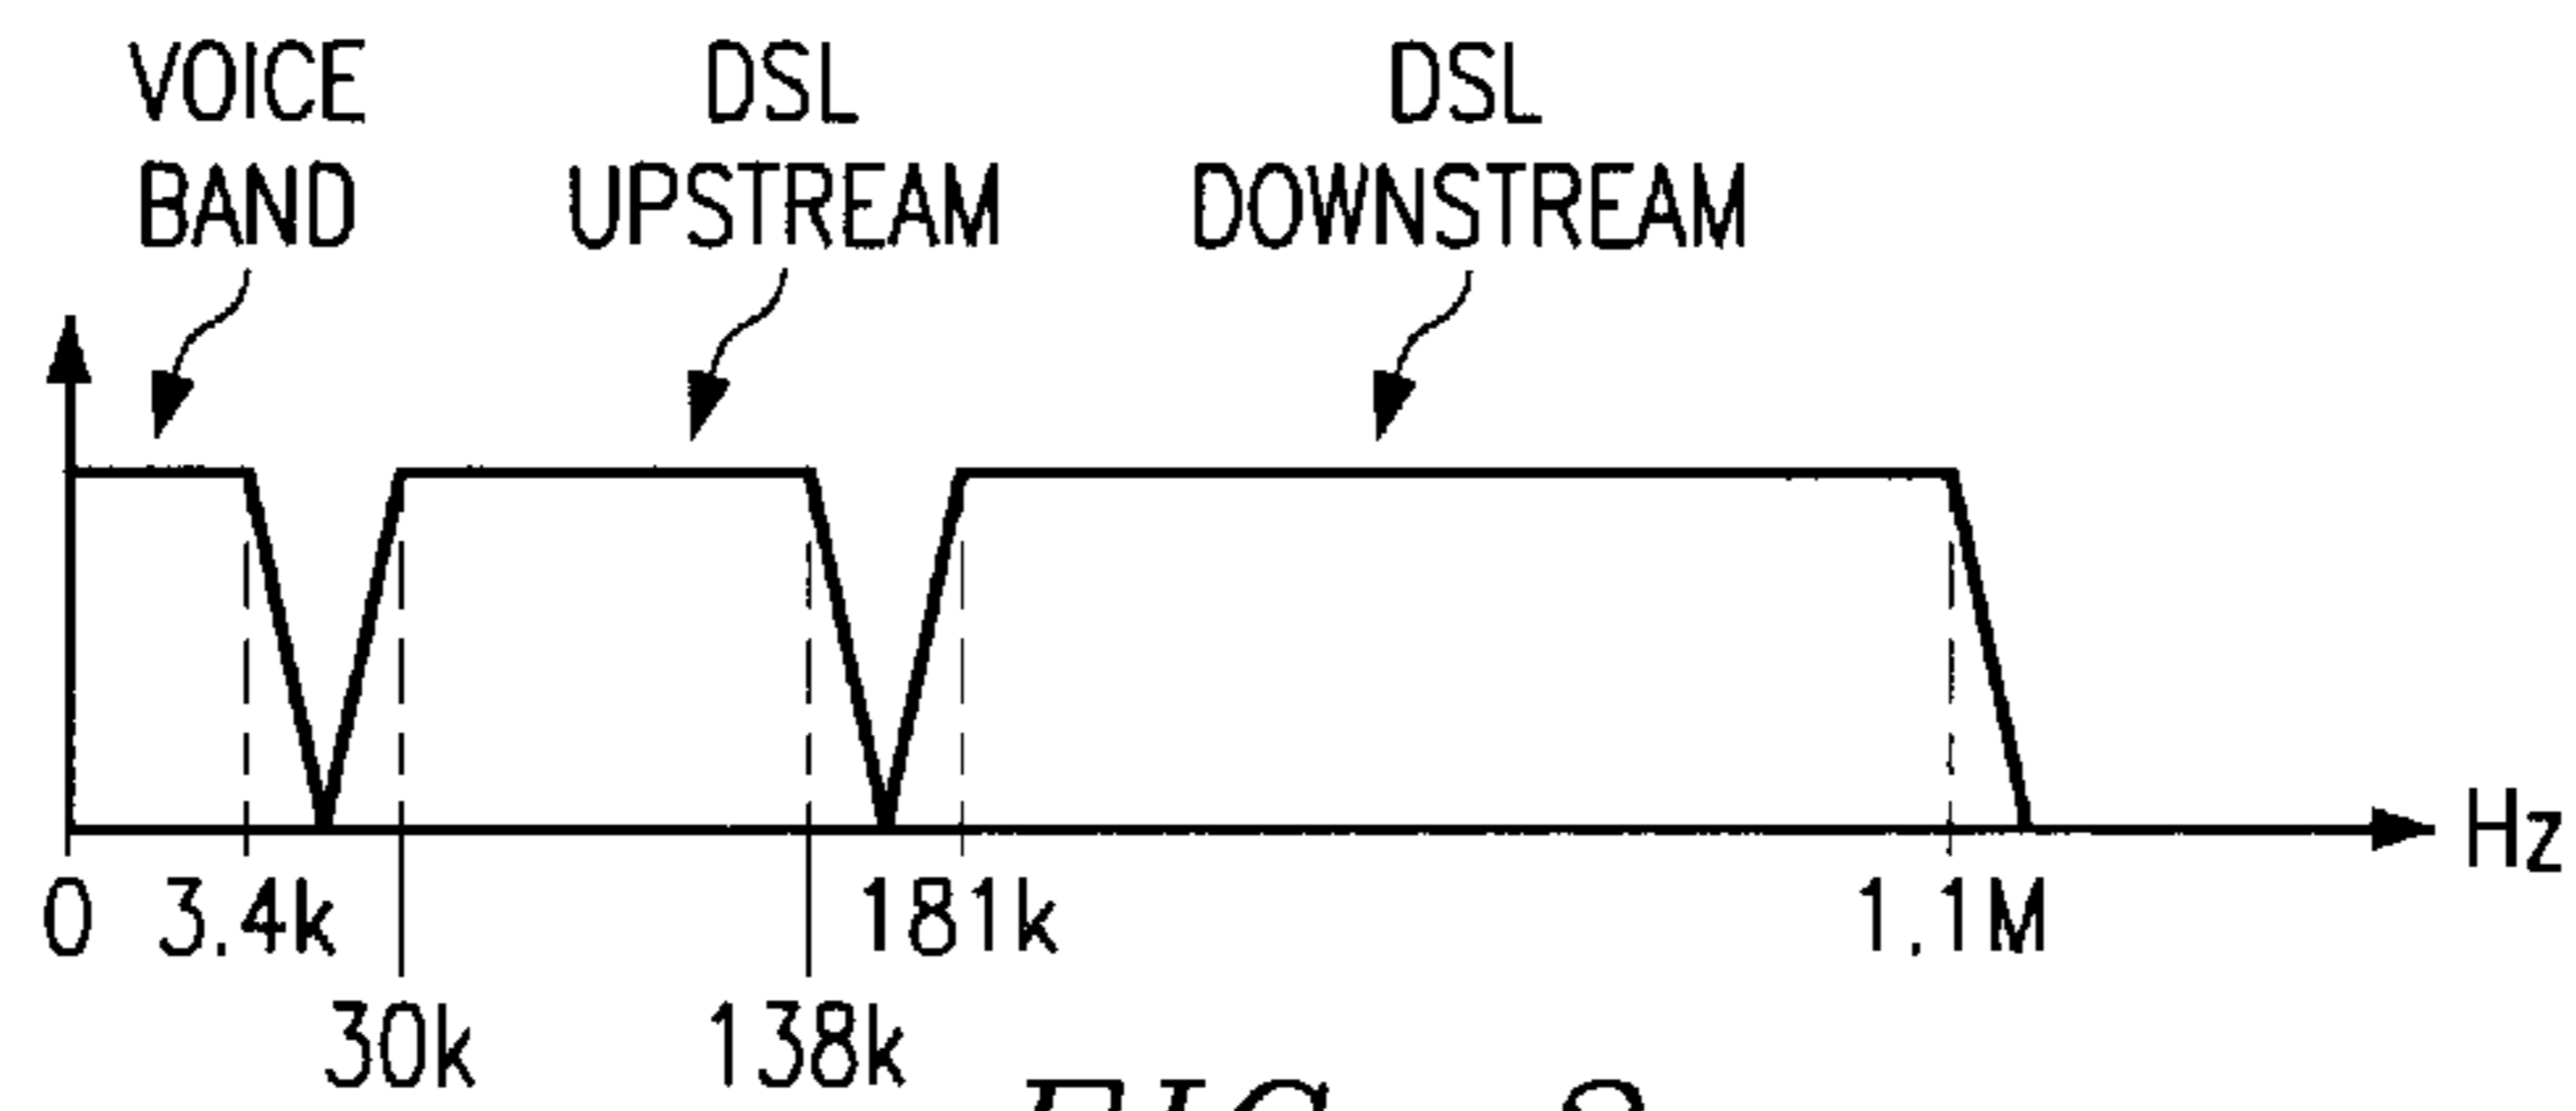 VOICE
BAND
DSL
UPSTREAM
DSL
DOWNSTREAM
Hz
0
3.4k
181k
1.1M
30k
138k